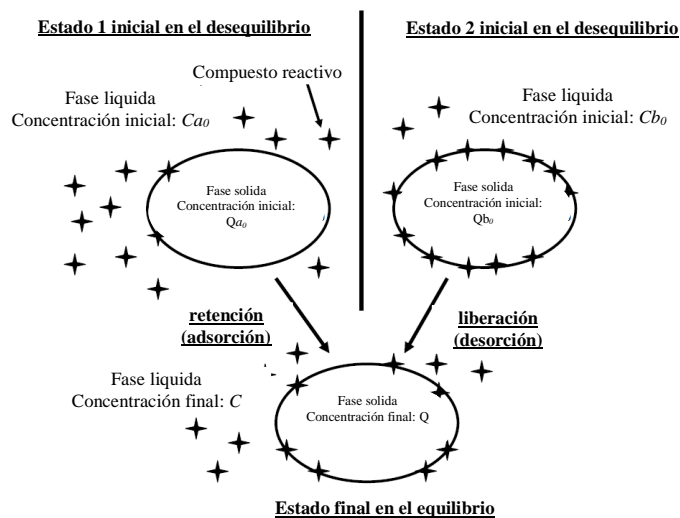 Estado 1 inicial en el desequilibrio
Estado 2 inicial en el desequilibrio
Compuesto reactivo
Fase liquida
Concentración inicial: Ca₀
Fase liquida
Concentración inicial: Cb₀
Fase solida
Concentración inicial:
Qa₀
Fase solida
Concentración inicial:
Qb₀
retención
(adsorción)
liberación
(desorción)
Fase liquida
Concentración final: C
Fase solida
Concentración final: Q
Estado final en el equilibrio